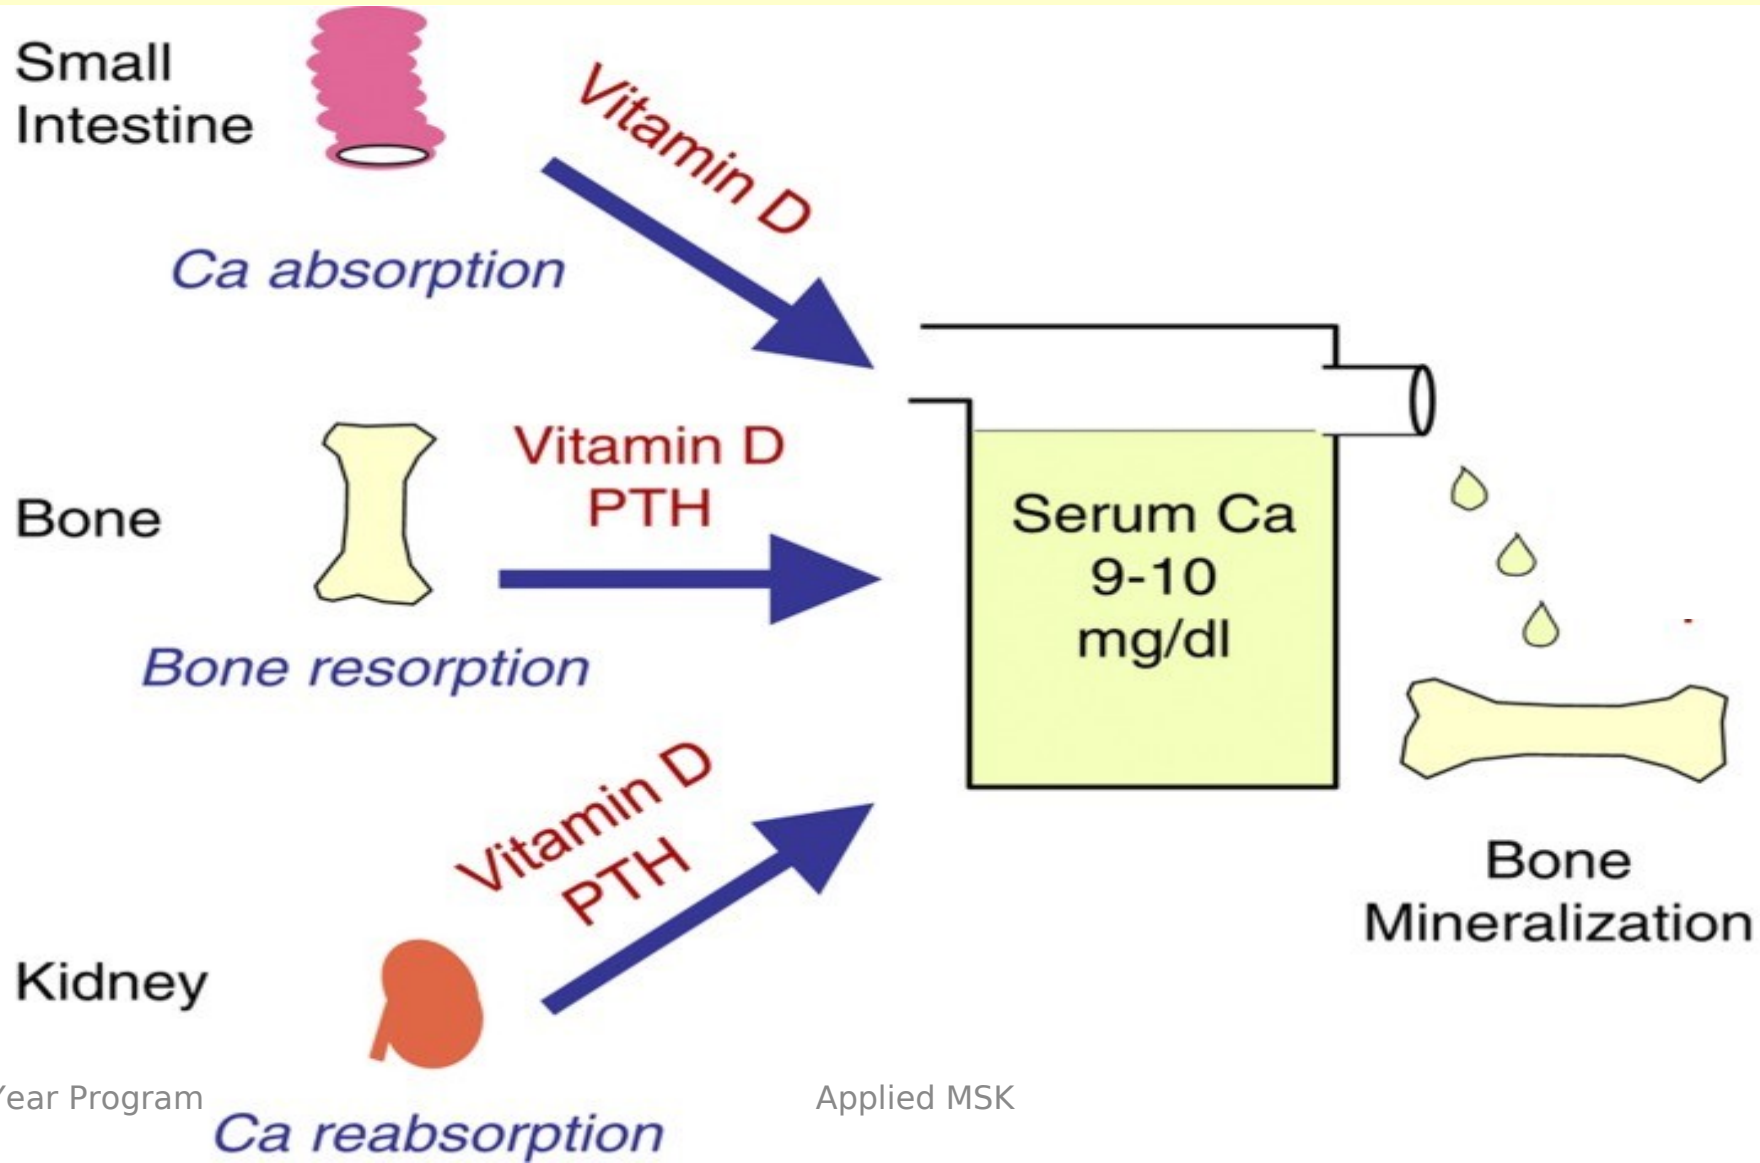 Small
Intestine
Vitamin D
Ca absorption
Bone
Vitamin D
PTH
Bone resorption
Serum Ca
9-10
mg/dl
Vitamin D
PTH
Kidney
Ca reabsorption
Bone
Mineralization
Year Program
Applied MSK